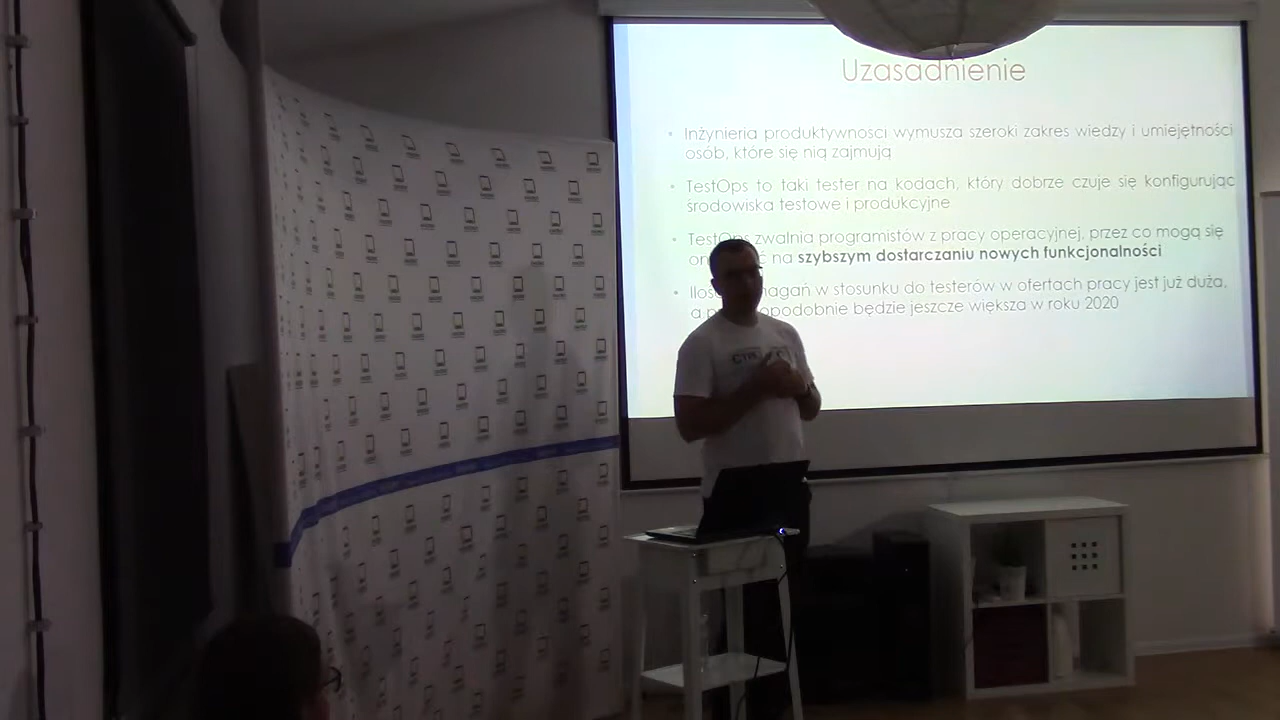 Uzasadnienie
• Inżynieria produktywności wymusza szeroki zakres wiedzy i umiejętności
osób, które się nią zajmują
• TestOps to taki tester na kodach, który dobrze czuje się konfigurując
środowiska testowe i produkcyjne
• TestOps zwalnia programistów z pracy operacyjnej, przez co mogą się
na szybszym dostarczaniu nowych funkcjonalności
• w stosunku do testerów w ofertach pracy jest już duża,
a będzie jeszcze większa w roku 2020